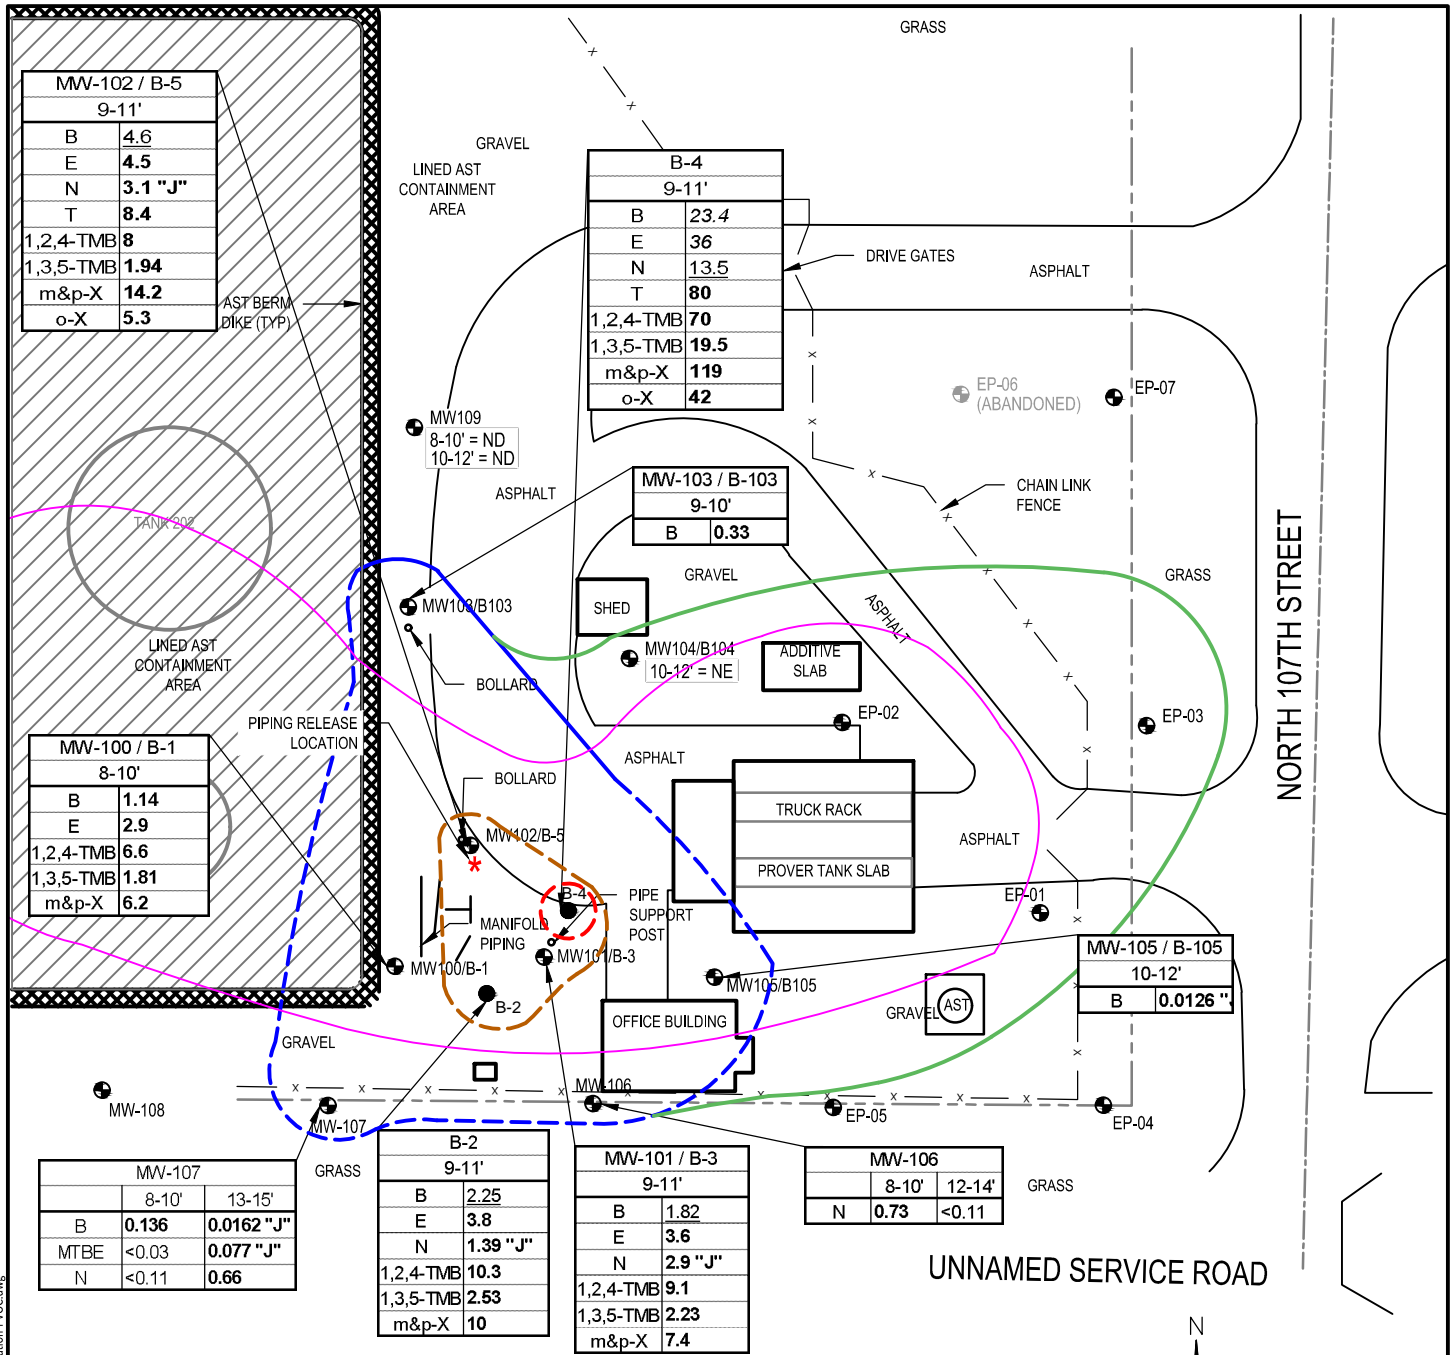 GRASS
MW-102 / B-5
9-11'
B 4.6
E 4.5
N 3.1 "J"
T 8.4
1,2,4-TMB 8
1,3,5-TMB 1.94
m&p-X 14.2
o-X 5.3
GRAVEL
LINED AST
CONTAINMENT
AREA
AST BERM
DIKE (TYP)
B-4
9-11'
B 23.4
E 36
N 13.5
T 80
1,2,4-TMB 70
1,3,5-TMB 19.5
m&p-X 119
o-X 42
DRIVE GATES
ASPHALT
EP-06
(ABANDONED)
EP-07
MW109
8-10' = ND
10-12' = ND
ASPHALT
MW-103 / B-103
9-10'
B 0.33
CHAIN LINK
FENCE
TANK 202
GRAVEL
GRASS
NORTH 107TH STREET
MW103/B103
SHED
ASPHALT
LINED AST
CONTAINMENT
AREA
MW104/B104
10-12' = NE
ADDITIVE
SLAB
BOLLARD
EP-02
EP-03
PIPING RELEASE
LOCATION
ASPHALT
MW-100 / B-1
8-10'
B 1.14
E 2.9
1,2,4-TMB 6.6
1,3,5-TMB 1.81
m&p-X 6.2
BOLLARD
TRUCK RACK
MW102/B-5
*
ASPHALT
PROVER TANK SLAB
B-4
PIPE
SUPPORT
POST
EP-01
MANIFOLD
PIPING
MW101/B-3
MW100/B-1
MW105/B105
MW-105 / B-105
10-12'
B 0.0126 "J
B-2
AST
GRAVEL
OFFICE BUILDING
GRAVEL
MW-106
MW-108
MW-107
EP-05
EP-04
MW-107
8-10' 13-15'
B 0.136 0.0162 "J"
MTBE <0.03 0.077 "J"
N <0.11 0.66
GRASS
B-2
9-11'
B 2.25
E 3.8
N 1.39 "J"
1,2,4-TMB 10.3
1,3,5-TMB 2.53
m&p-X 10
MW-101 / B-3
9-11'
B 1.82
E 3.6
N 2.9 "J"
1,2,4-TMB 9.1
1,3,5-TMB 2.23
m&p-X 7.4
MW-106
8-10' 12-14'
N 0.73 <0.11
GRASS
UNNAMED SERVICE ROAD
N